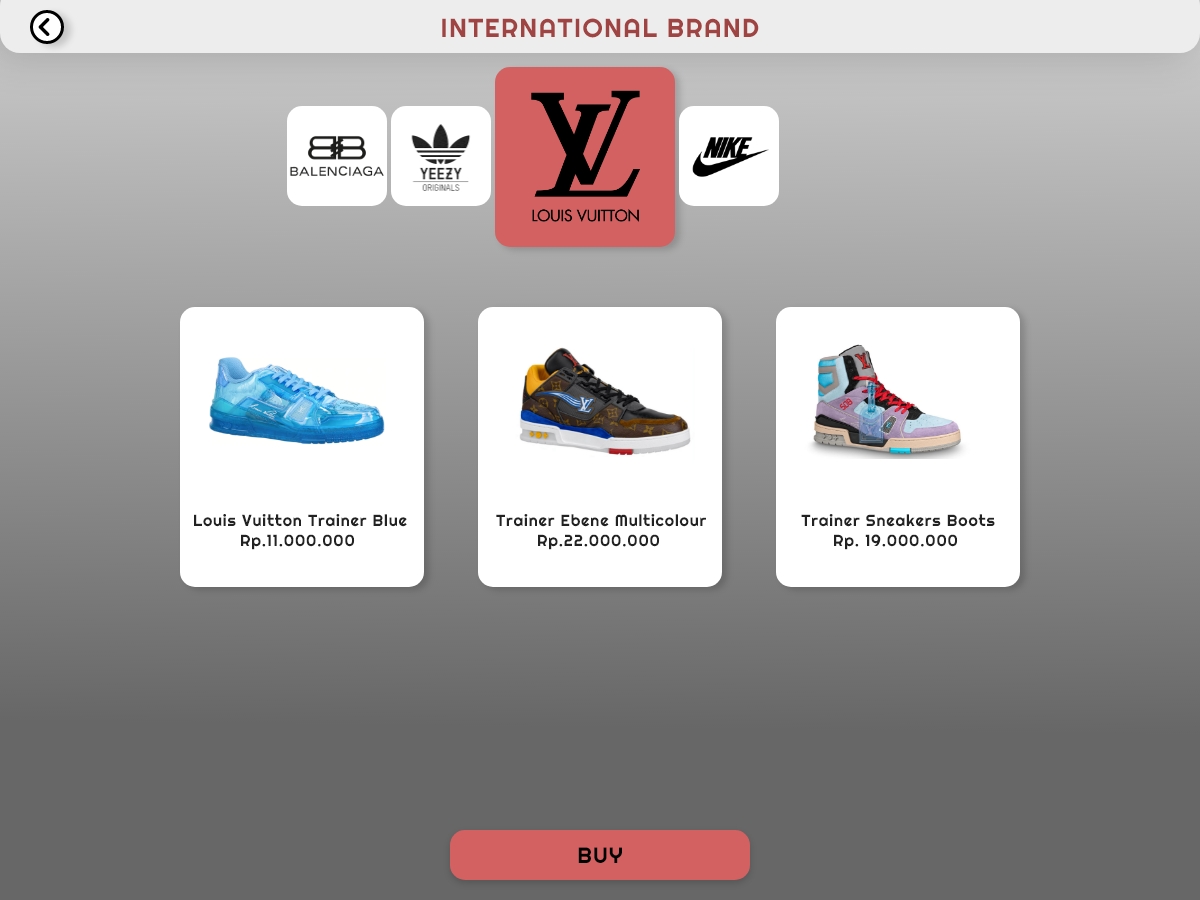 INTERNATIONAL BRAND
BALENCIAGA
YEEZY
ORIGINALS
LV
LOUIS VUITTON
NIKE
Louis Vuitton Trainer Blue
Rp.11.000.000
Trainer Ebene Multicolour
Rp.22.000.000
Trainer Sneakers Boots
Rp. 19.000.000
BUY